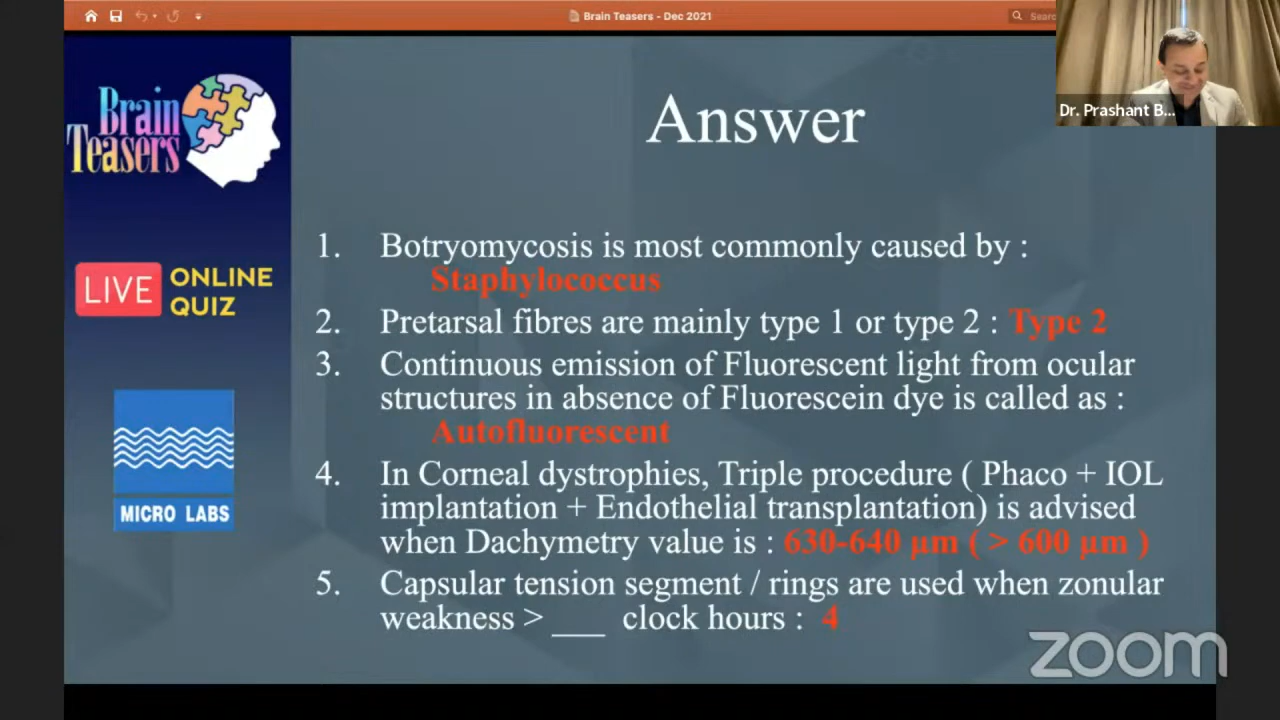 Brain Teasers - Dec 2021
Brain
Teasers
LIVE ONLINE
QUIZ
MICRO LABS
Dr. Prashant B...
Answer
1. Botryomycosis is most commonly caused by :
Staphylococcus
2. Pretarsal fibres are mainly type 1 or type 2 : Type 2
3. Continuous emission of Fluorescent light from ocular
structures in absence of Fluorescein dye is called as :
Autofluorescent
4. In Corneal dystrophies, Triple procedure ( Phaco + IOL
implantation + Endothelial transplantation) is advised
when Dachymetry value is : 630-640 µm ( > 600 µm )
5. Capsular tension segment / rings are used when zonular
weakness > ___ clock hours : 4
zoom